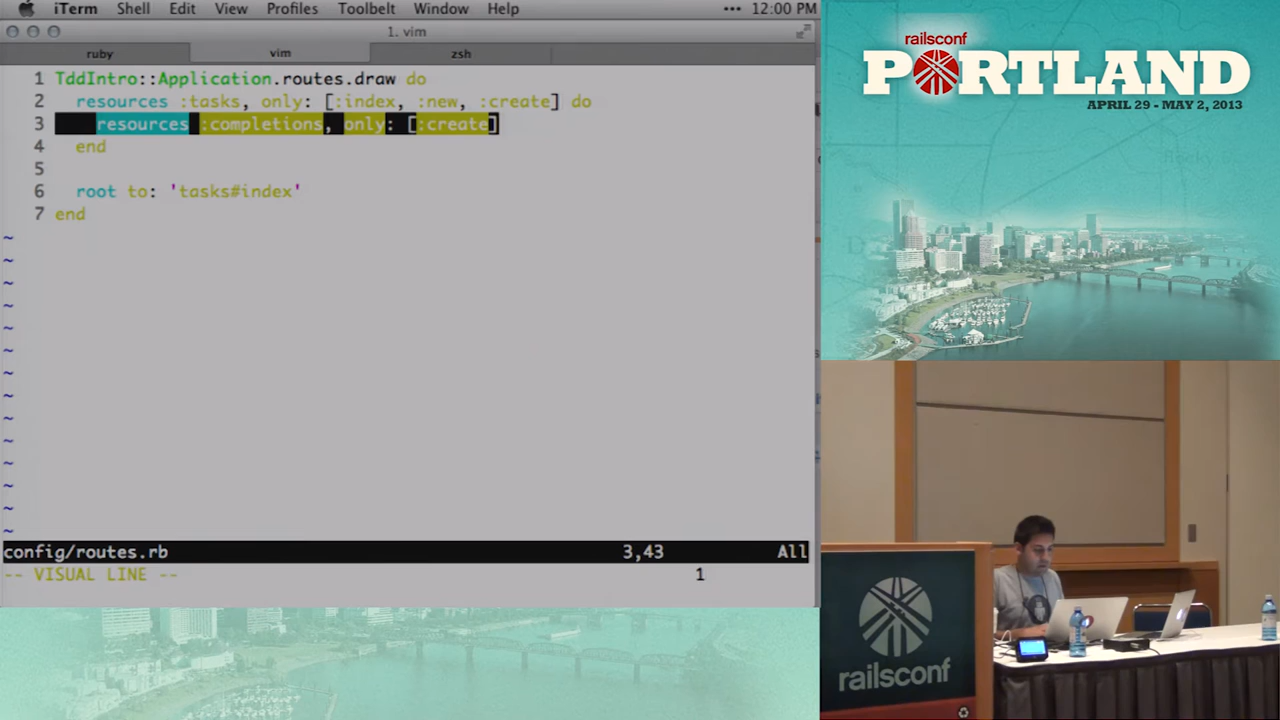 iTerm Shell Edit View Profiles Toolbelt Window Help ••• 12:00 PM
1. vim
ruby vim zsh
1 TddIntro::Application.routes.draw do
2 resources :tasks, only: [:index, :new, :create] do
3 resources :completions, only: [:create]
4 end
5
6 root to: 'tasks#index'
7 end
~
~
~
~
~
~
~
~
~
~
~
~
~
~
config/routes.rb 3,43 All
-- VISUAL LINE -- 1
railsconf
PORTLAND
APRIL 29 - MAY 2, 2013
railsconf